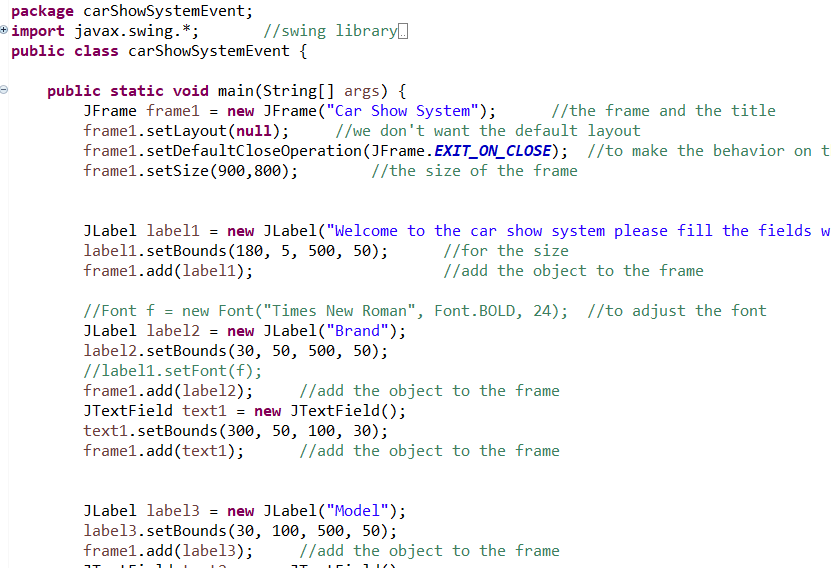 package carShowSystemEvent;
import javax.swing.*;       //swing library
public class carShowSystemEvent {
    public static void main(String[] args) {
        JFrame frame1 = new JFrame("Car Show System");      //the frame and the title
        frame1.setLayout(null);     //we don't want the default layout
        frame1.setDefaultCloseOperation(JFrame.EXIT_ON_CLOSE);  //to make the behavior on t
        frame1.setSize(900,800);        //the size of the frame
        JLabel label1 = new JLabel("Welcome to the car show system please fill the fields w
        label1.setBounds(180, 5, 500, 50);      //for the size
        frame1.add(label1);                     //add the object to the frame
        //Font f = new Font("Times New Roman", Font.BOLD, 24);  //to adjust the font
        JLabel label2 = new JLabel("Brand");
        label2.setBounds(30, 50, 500, 50);
        //label1.setFont(f);
        frame1.add(label2);     //add the object to the frame
        JTextField text1 = new JTextField();
        text1.setBounds(300, 50, 100, 30);
        frame1.add(text1);      //add the object to the frame
        JLabel label3 = new JLabel("Model");
        label3.setBounds(30, 100, 500, 50);
        frame1.add(label3);     //add the object to the frame